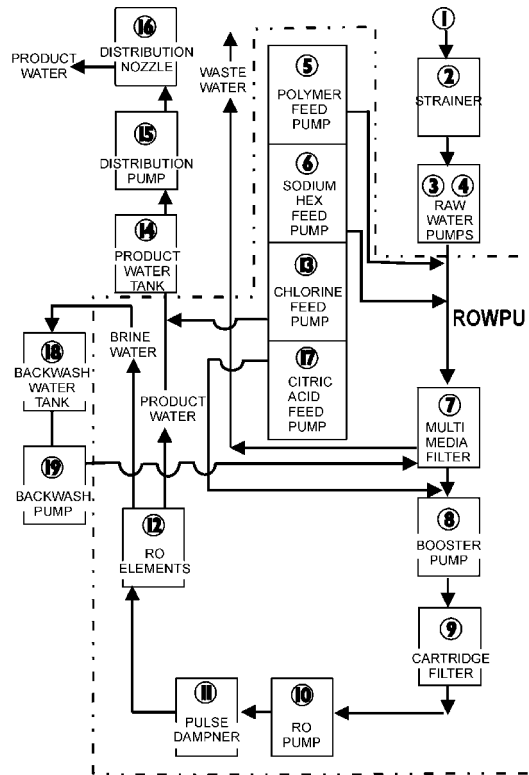 16
DISTRIBUTION
NOZZLE
PRODUCT
WATER
WASTE
WATER
15
DISTRIBUTION
PUMP
14
PRODUCT
WATER
TANK
5
POLYMER
FEED
PUMP
6
SODIUM
HEX FEED
PUMP
13
CHLORINE
FEED
PUMP
17
CITRIC
ACID FEED
PUMP
1
2
STRAINER
3 4
RAW
WATER
PUMPS
ROWPU
7
MULTI
MEDIA
FILTER
8
BOOSTER
PUMP
9
CARTRIDGE
FILTER
10
RO
PUMP
11
PULSE
DAMPNER
12
RO
ELEMENTS
BRINE
WATER
PRODUCT
WATER
18
BACKWASH
WATER
TANK
19
BACKWASH
PUMP